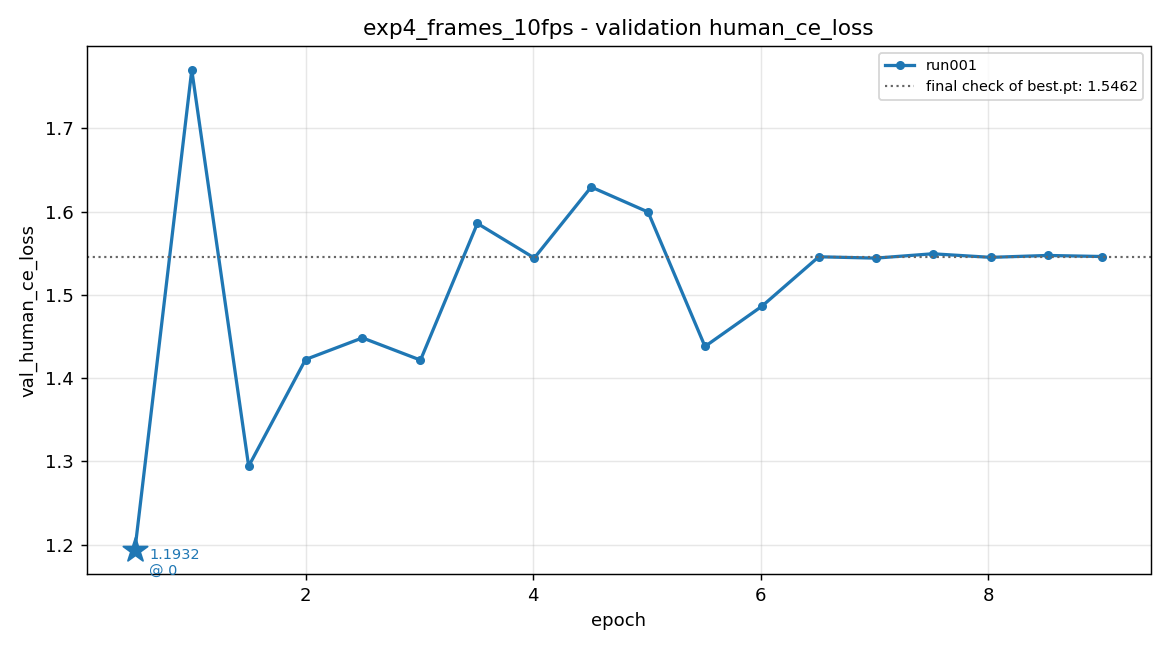 exp4_frames_10fps - validation human_ce_loss
run001
final check of best.pt: 1.5462
val_human_ce_loss
1.7
1.6
1.5
1.4
1.3
1.2
1.1932
@ 0
2
4
6
8
epoch